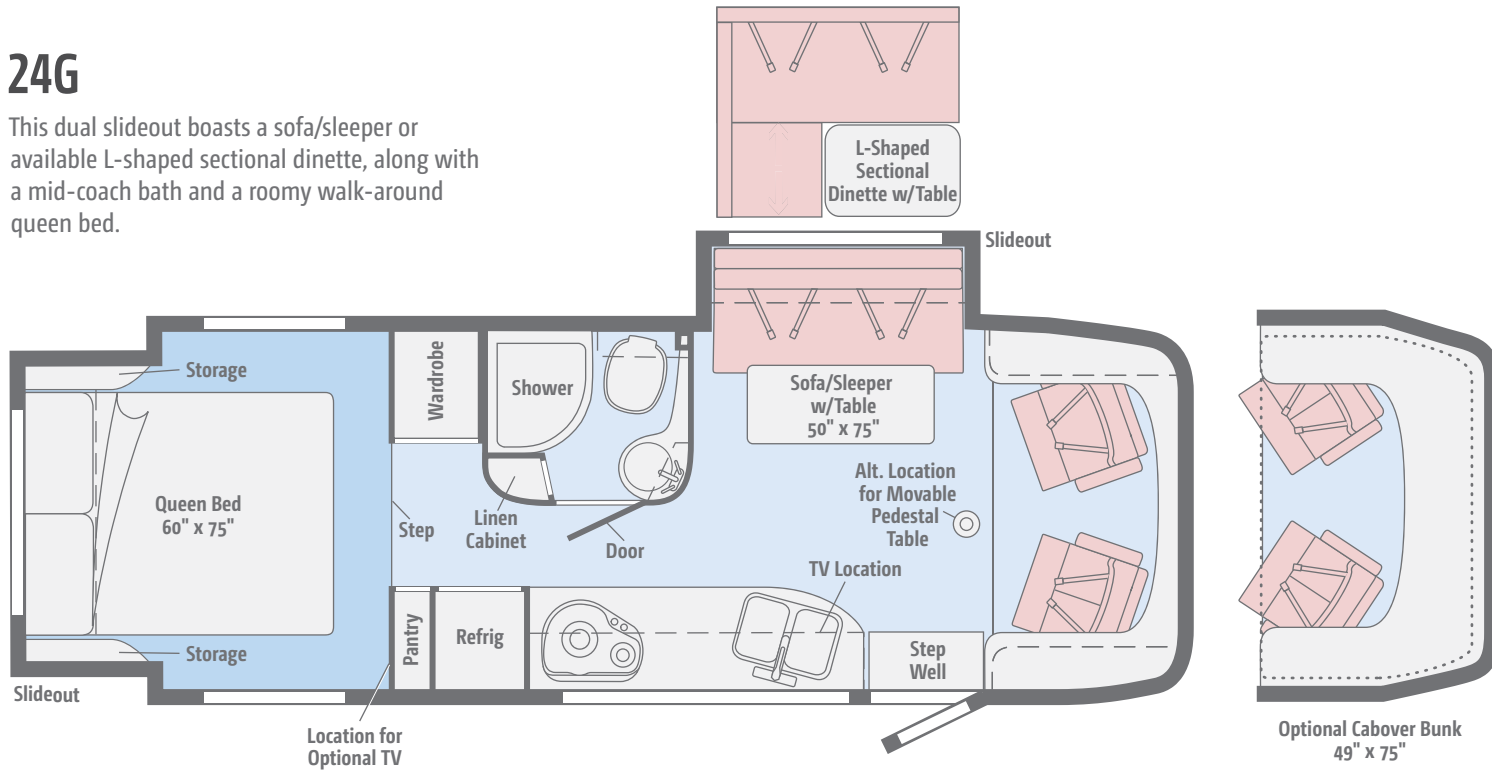 24G
This dual slideout boasts a sofa/sleeper or
available L-shaped sectional dinette, along with
a mid-coach bath and a roomy walk-around
queen bed.
L-Shaped
Sectional
Dinette w/Table
Slideout
Storage
Wardrobe
Shower
Sofa/Sleeper
w/Table
50" x 75"
Queen Bed
60" x 75"
Step
Linen
Cabinet
Door
Alt. Location
for Movable
Pedestal
Table
TV Location
Pantry
Refrig
Step
Well
Storage
Slideout
Location for
Optional TV
Optional Cabover Bunk
49" x 75"